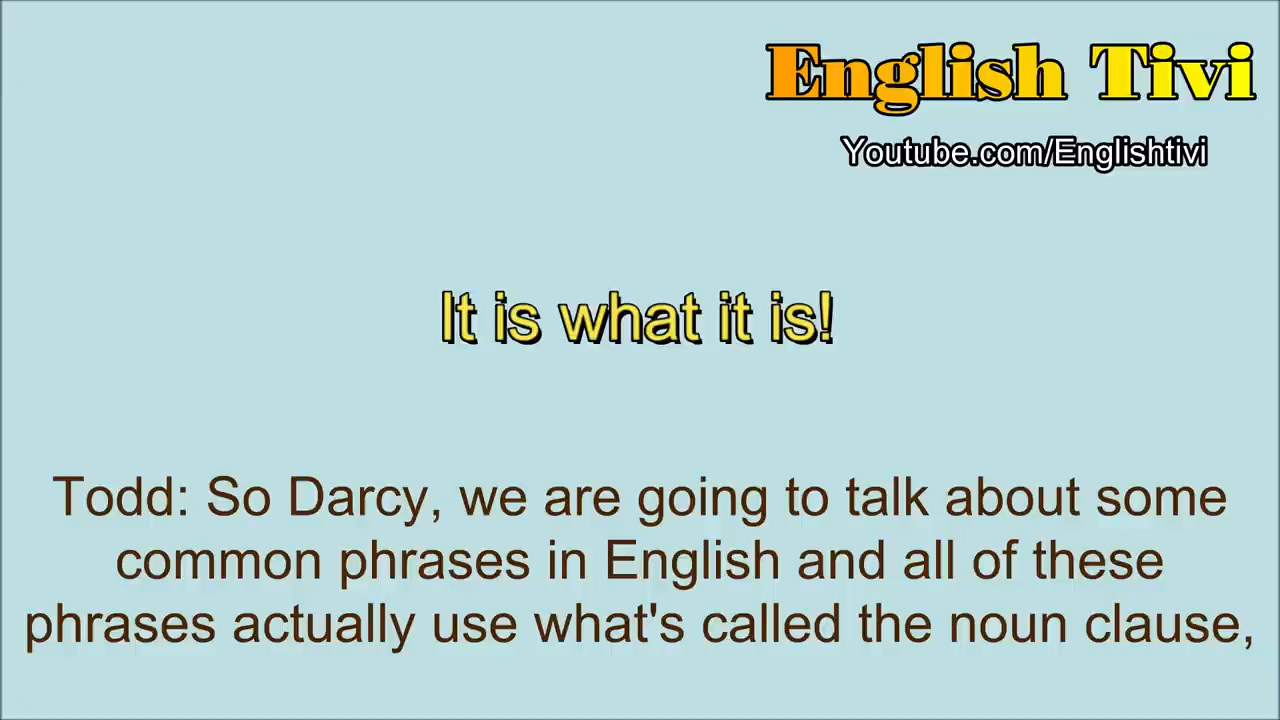 English Tivi
Youtube.com/Englishtivi
It is what it is!
Todd: So Darcy, we are going to talk about some
common phrases in English and all of these
phrases actually use what's called the noun clause,